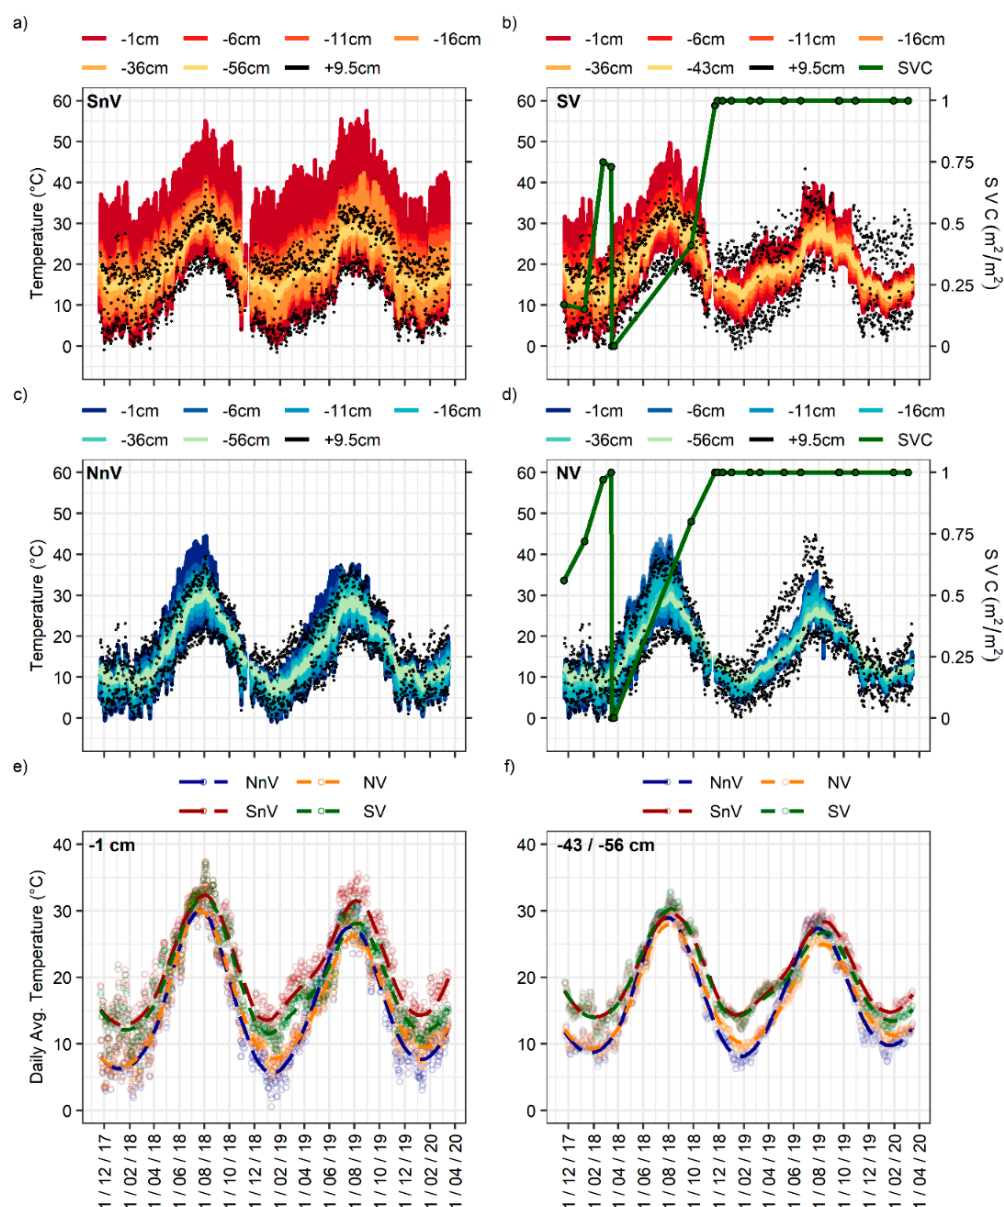 a)
-1cm -6cm -11cm -16cm
-36cm -56cm +9.5cm
SnV
60
50
40
30
20
10
0
Temperature (°C)
b)
-1cm -6cm -11cm -16cm
-36cm -43cm +9.5cm SVC
SV
60
50
40
30
20
10
0
1
0.75
0.5
0.25
0
SVC (m²/m²)
c)
-1cm -6cm -11cm -16cm
-36cm -56cm +9.5cm
NnV
60
50
40
30
20
10
0
Temperature (°C)
d)
-1cm -6cm -11cm -16cm
-36cm -56cm +9.5cm SVC
NV
60
50
40
30
20
10
0
1
0.75
0.5
0.25
0
SVC (m²/m²)
e)
NnV NV
SnV SV
-1 cm
40
30
20
10
0
Daily Avg. Temperature (°C)
1 / 12 / 17
1 / 02 / 18
1 / 04 / 18
1 / 06 / 18
1 / 08 / 18
1 / 10 / 18
1 / 12 / 18
1 / 02 / 19
1 / 04 / 19
1 / 06 / 19
1 / 08 / 19
1 / 10 / 19
1 / 12 / 19
1 / 02 / 20
1 / 04 / 20
f)
NnV NV
SnV SV
-43 / -56 cm
40
30
20
10
0
1 / 12 / 17
1 / 02 / 18
1 / 04 / 18
1 / 06 / 18
1 / 08 / 18
1 / 10 / 18
1 / 12 / 18
1 / 02 / 19
1 / 04 / 19
1 / 06 / 19
1 / 08 / 19
1 / 10 / 19
1 / 12 / 19
1 / 02 / 20
1 / 04 / 20